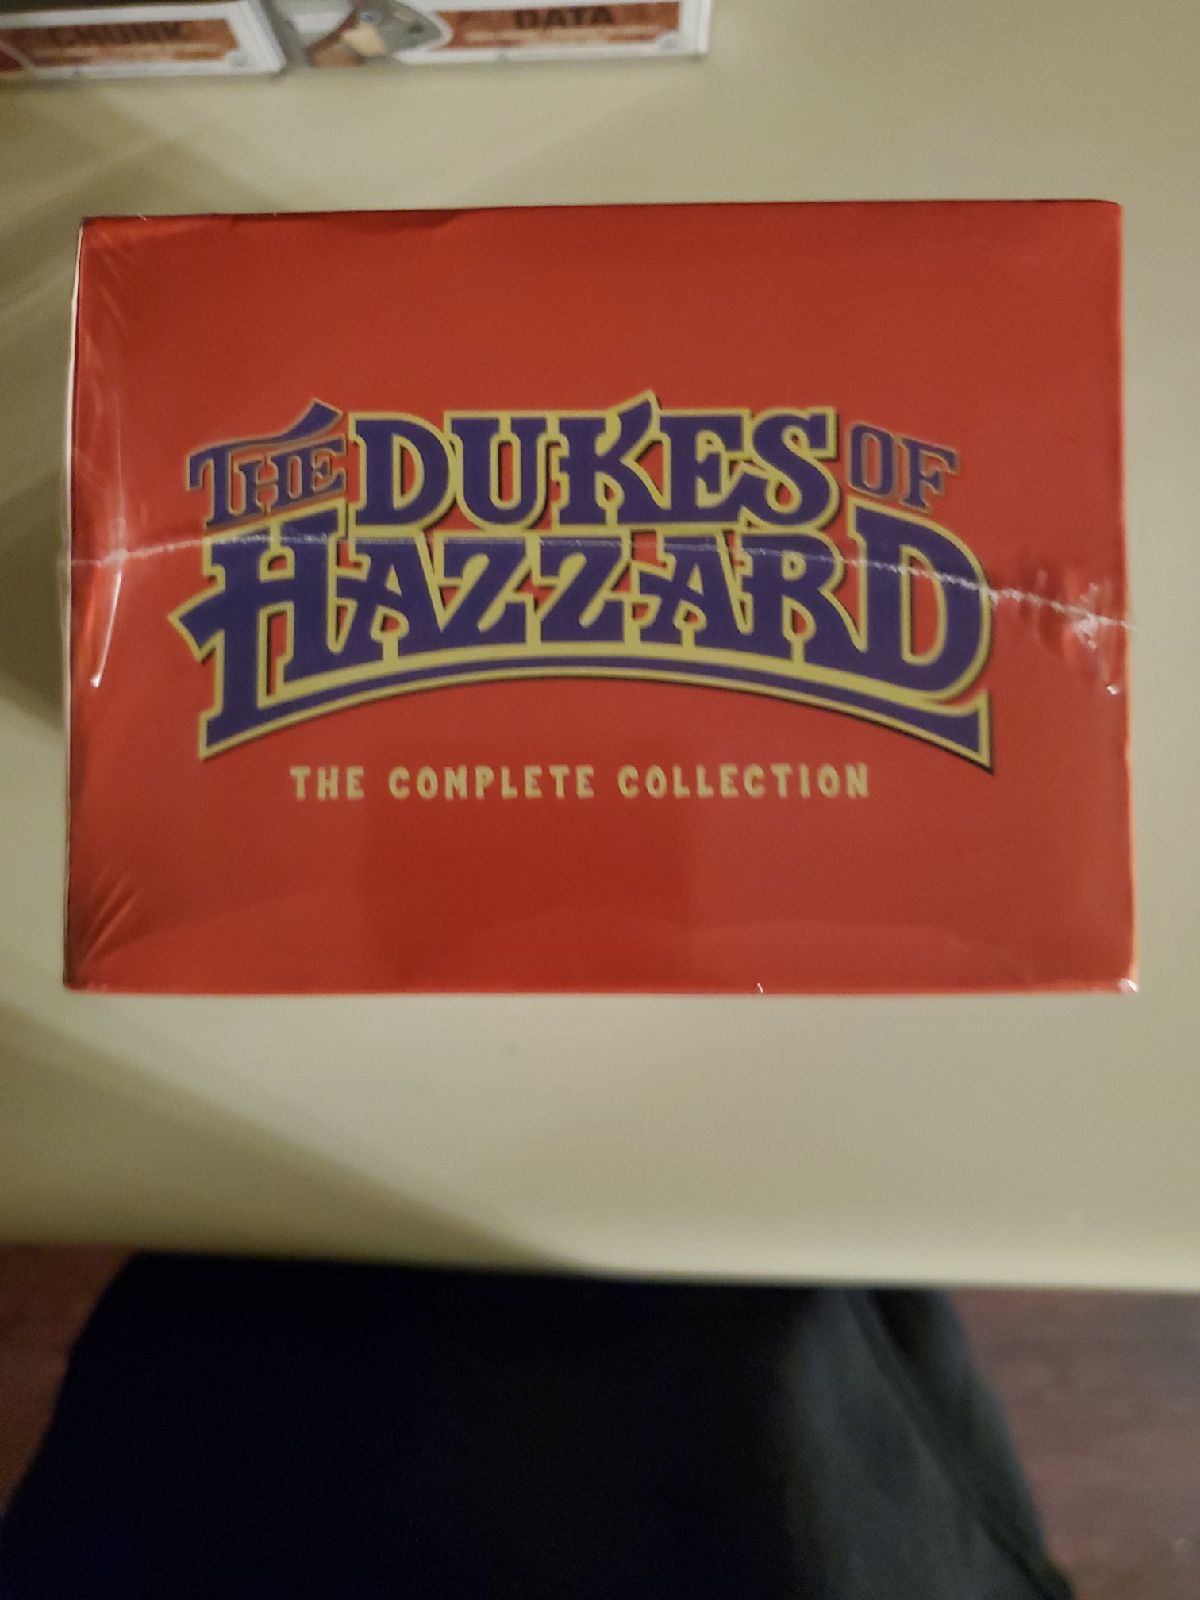 CHUNK
DATA
THE DUKES OF
HAZZARD
THE COMPLETE COLLECTION